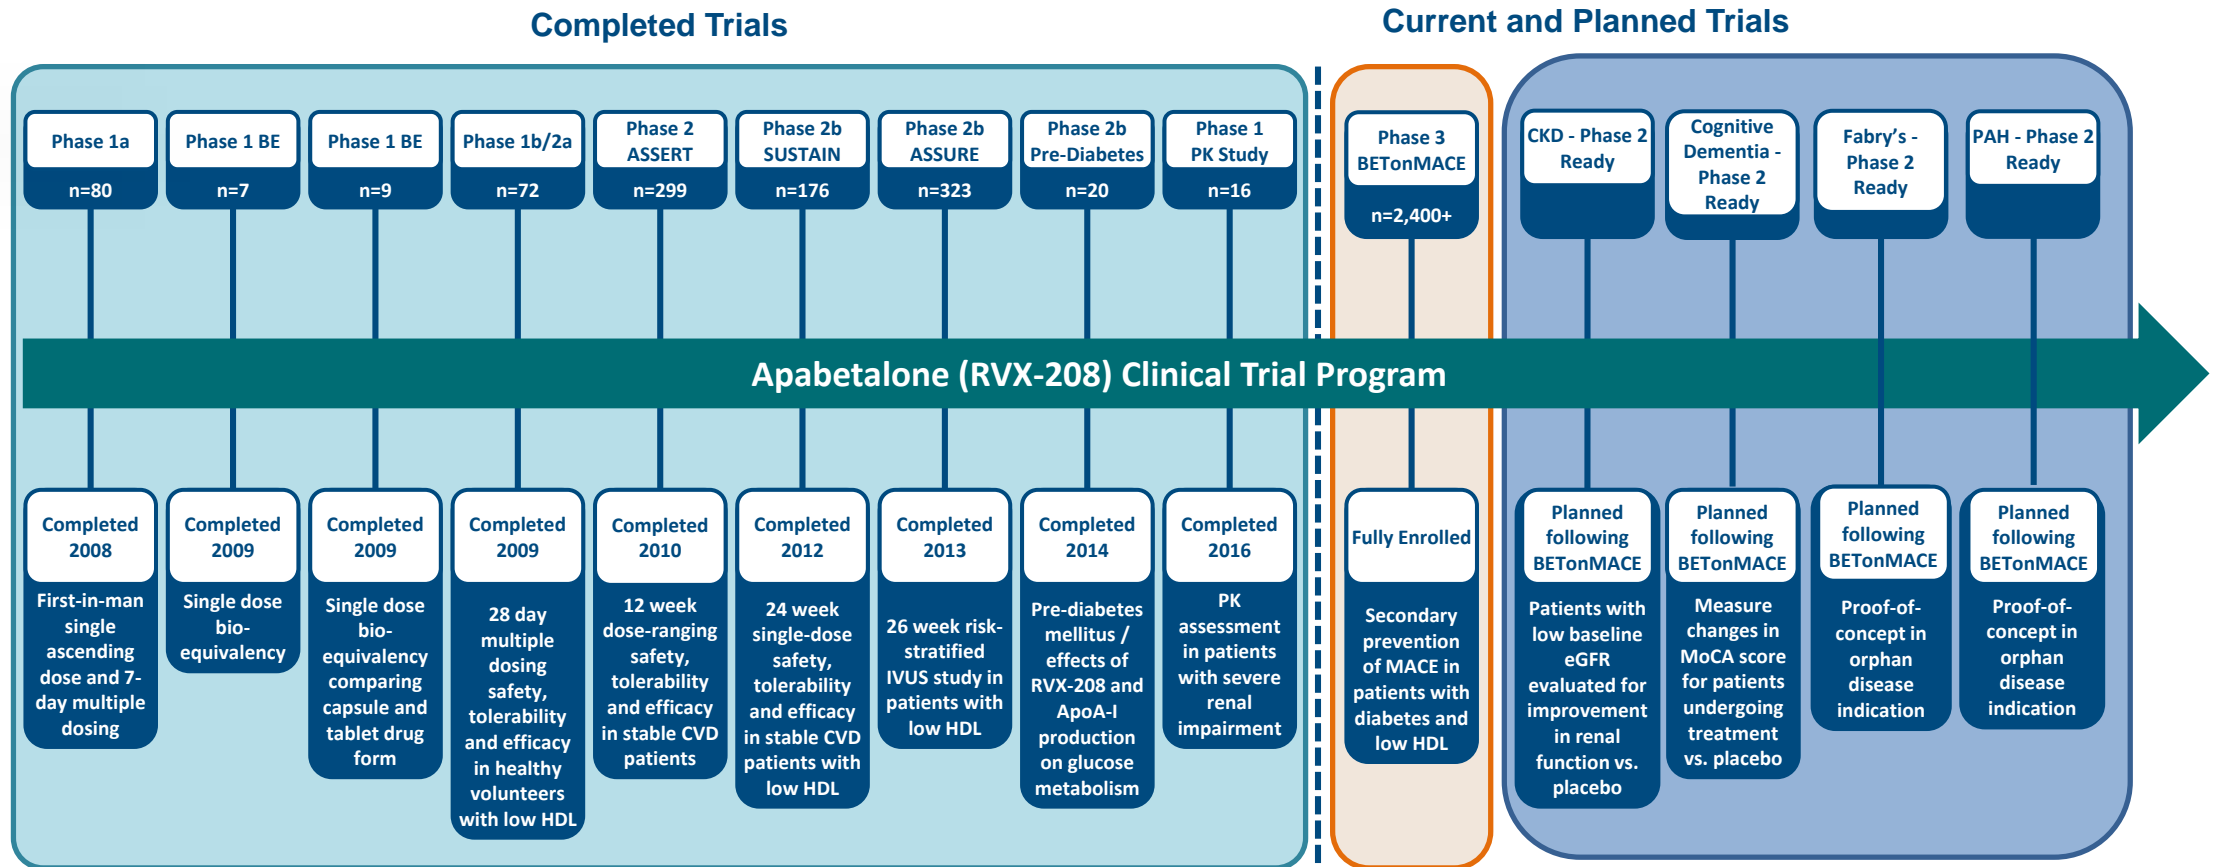 Completed Trials
Current and Planned Trials
Phase 1a
n=80
Phase 1 BE
n=7
Phase 1 BE
n=9
Phase 1b/2a
n=72
Phase 2
ASSERT
n=299
Phase 2b
SUSTAIN
n=176
Phase 2b
ASSURE
n=323
Phase 2b
Pre-Diabetes
n=20
Phase 1
PK Study
n=16
Phase 3
BETonMACE
n=2,400+
CKD - Phase 2
Ready
Cognitive
Dementia -
Phase 2
Ready
Fabry's -
Phase 2
Ready
PAH - Phase 2
Ready
Apabetalone (RVX-208) Clinical Trial Program
Completed
2008
First-in-man
single
ascending
dose and 7-
day multiple
dosing
Completed
2009
Single dose
bio-
equivalency
Completed
2009
Single dose
bio-
equivalency
comparing
capsule and
tablet drug
form
Completed
2009
28 day
multiple
dosing
safety,
tolerability
and efficacy
in healthy
volunteers
with low HDL
Completed
2010
12 week
dose-ranging
safety,
tolerability
and efficacy
in stable CVD
patients
Completed
2012
24 week
single-dose
safety,
tolerability
and efficacy
in stable CVD
patients with
low HDL
Completed
2013
26 week risk-
stratified
IVUS study in
patients with
low HDL
Completed
2014
Pre-diabetes
mellitus /
effects of
RVX-208 and
ApoA-I
production
on glucose
metabolism
Completed
2016
PK
assessment
in patients
with severe
renal
impairment
Fully Enrolled
Secondary
prevention
of MACE in
patients with
diabetes and
low HDL
Planned
following
BETonMACE
Patients with
low baseline
eGFR
evaluated for
improvement
in renal
function vs.
placebo
Planned
following
BETonMACE
Measure
changes in
MoCA score
for patients
undergoing
treatment
vs. placebo
Planned
following
BETonMACE
Proof-of-
concept in
orphan
disease
indication
Planned
following
BETonMACE
Proof-of-
concept in
orphan
disease
indication